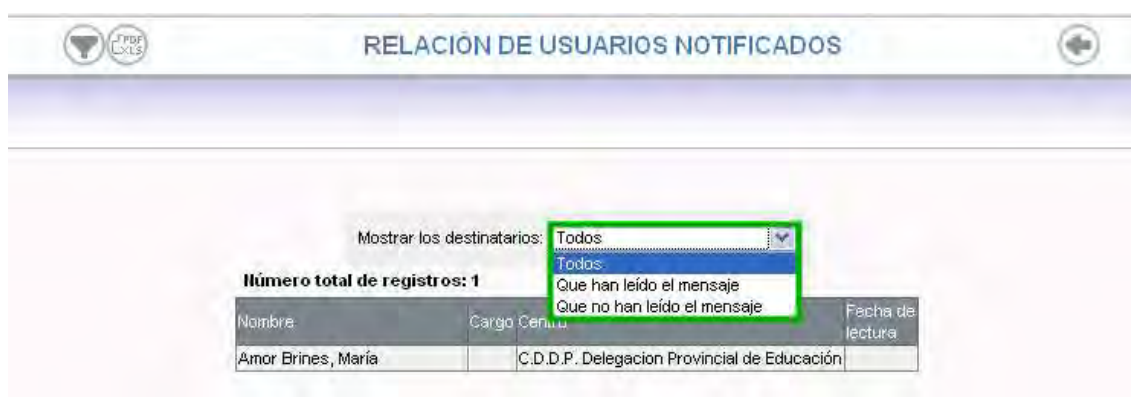 PDF
XLS
RELACIÓN DE USUARIOS NOTIFICADOS
Mostrar los destinatarios: Todos
Todos
Que han leído el mensaje
Que no han leído el mensaje
Número total de registros: 1
Nombre Cargo Centro Fecha de
lectura
Amor Brines, María C.D.D.P. Delegacion Provincial de Educación